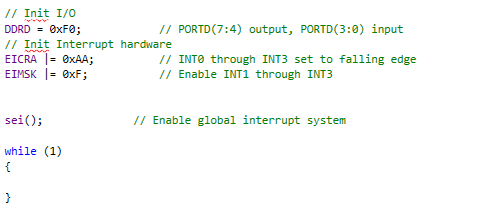 // Init I/O
DDRD = 0xF0; // PORTD(7:4) output, PORTD(3:0) input
// Init Interrupt hardware
EICRA |= 0xAA; // INT0 through INT3 set to falling edge
EIMSK |= 0xF; // Enable INT1 through INT3
sei(); // Enable global interrupt system
while (1)
{
}